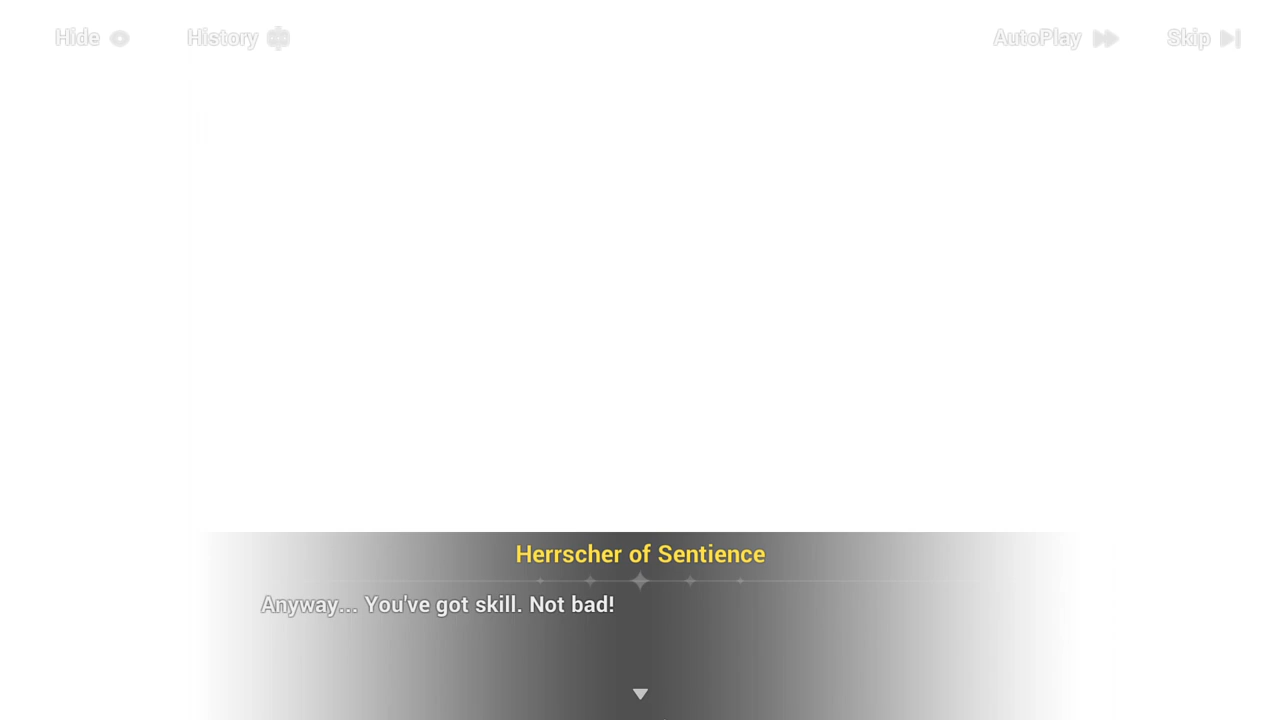 Hide
History
AutoPlay
Skip
Herrscher of Sentience
Anyway... You've got skill. Not bad!